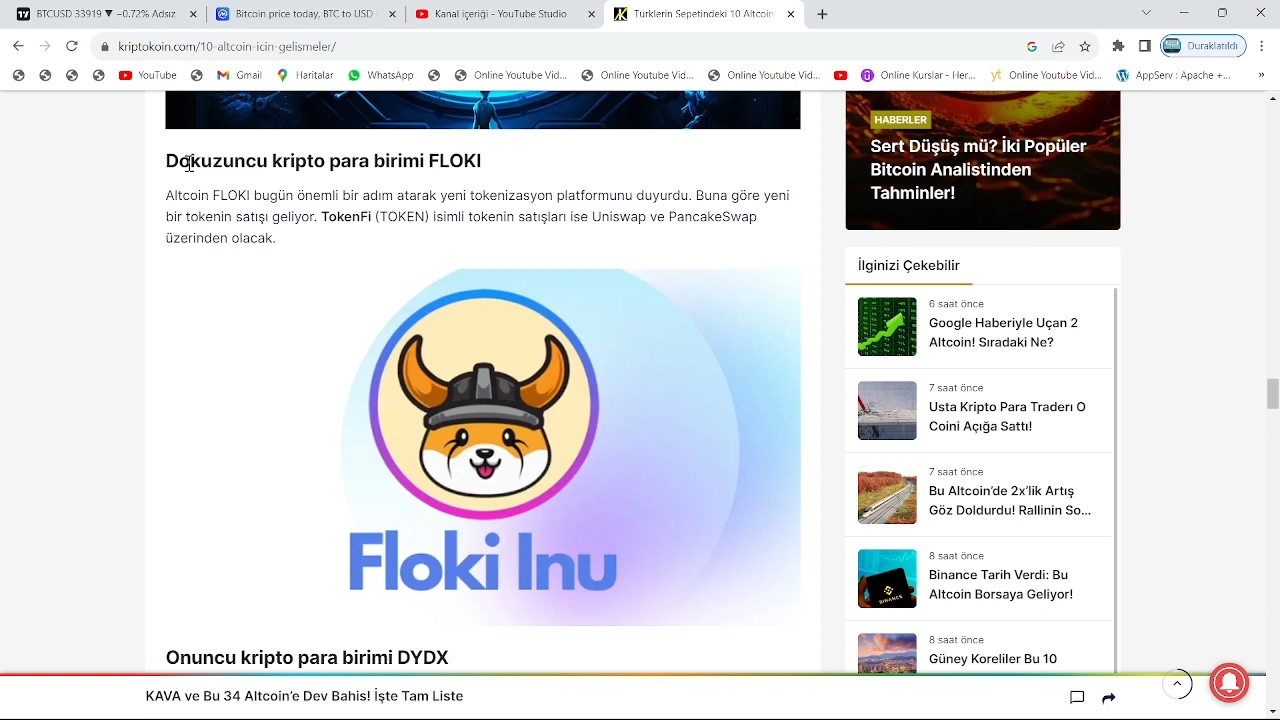 BTCUSD 33919 ▼ −0.72% Adsız
Bitcoin price today, BTC to USD l
Kanal içeriği - YouTube Studio
Türklerin Sepetindeki 10 Altcoin
kriptokoin.com/10-altcoin-icin-gelismeler/
Duraklatıldı
YouTube
Gmail
Haritalar
WhatsApp
Online Youtube Vid...
Online Youtube Vid...
Online Youtube Vid...
Online Kurslar - Her...
Online Youtube Vid...
AppServ : Apache +...
Dokuzuncu kripto para birimi FLOKI
Altcoin FLOKI bugün önemli bir adım atarak yeni tokenizasyon platformunu duyurdu. Buna göre yeni
bir tokenin satışı geliyor. TokenFi (TOKEN) isimli tokenin satışları ise Uniswap ve PancakeSwap
üzerinden olacak.
Floki Inu
Onuncu kripto para birimi DYDX
HABERLER
Sert Düşüş mü? İki Popüler
Bitcoin Analistinden
Tahminler!
İlginizi Çekebilir
6 saat önce
Google Haberiyle Uçan 2
Altcoin! Sıradaki Ne?
7 saat önce
Usta Kripto Para Traderı O
Coini Açığa Sattı!
7 saat önce
Bu Altcoin’de 2x’lik Artış
Göz Doldurdu! Rallinin So...
BINANCE
8 saat önce
Binance Tarih Verdi: Bu
Altcoin Borsaya Geliyor!
8 saat önce
Güney Koreliler Bu 10
KAVA ve Bu 34 Altcoin’e Dev Bahis! İşte Tam Liste